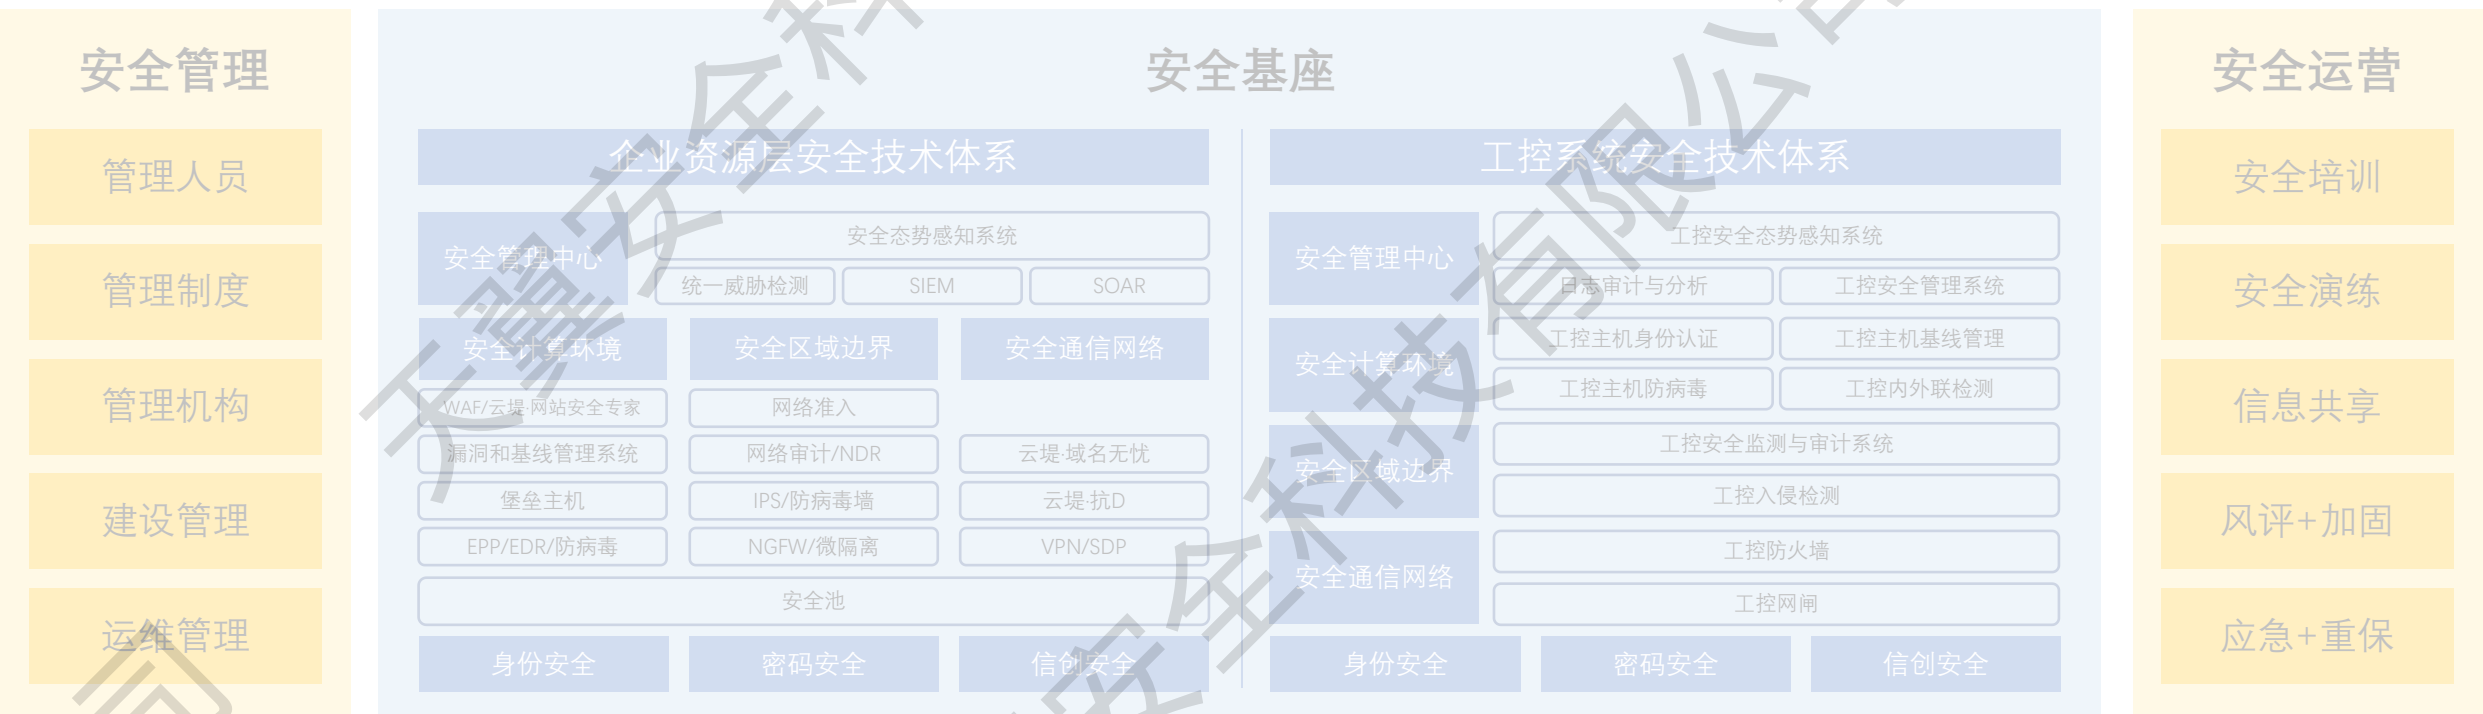 安全管理
管理人员
管理制度
管理机构
建设管理
运维管理
安全基座
企业资源层安全技术体系
安全管理中心
安全态势感知系统
统一威胁检测
SIEM
SOAR
安全计算环境
安全区域边界
安全通信网络
WAF/云堤·网站安全专家
网络准入
漏洞和基线管理系统
网络审计/NDR
云堤·域名无忧
堡垒主机
IPS/防病毒墙
云堤·抗D
EPP/EDR/防病毒
NGFW/微隔离
VPN/SDP
安全池
身份安全
密码安全
信创安全
工控系统安全技术体系
安全管理中心
工控安全态势感知系统
日志审计与分析
工控安全管理系统
安全计算环境
工控主机身份认证
工控主机基线管理
工控主机防病毒
工控内外联检测
安全区域边界
工控安全监测与审计系统
工控入侵检测
安全通信网络
工控防火墙
工控网闸
身份安全
密码安全
信创安全
安全运营
安全培训
安全演练
信息共享
风评+加固
应急+重保
天翼安全科
安全科技有限公司
司